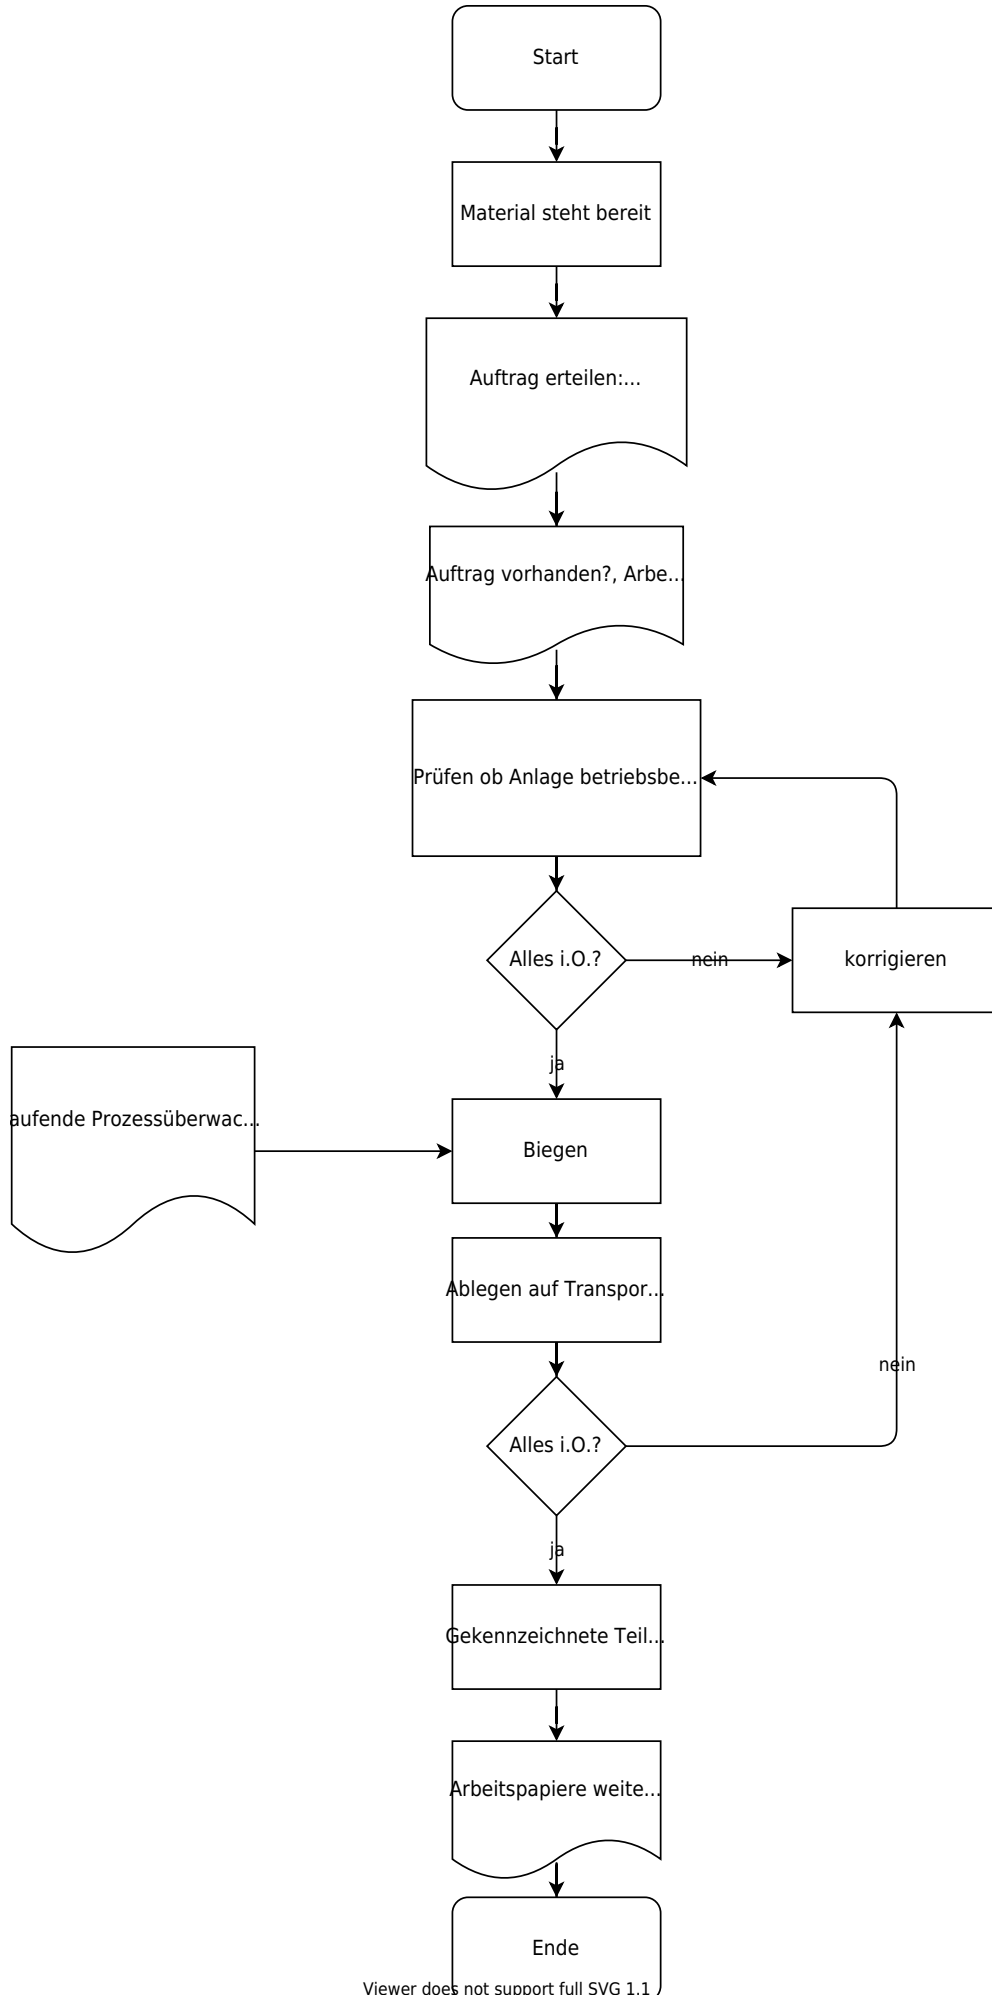 Start
Material steht bereit
Auftrag erteilen:...
Auftrag vorhanden?, Arbe...
Prüfen ob Anlage betriebsbe...
Alles i.O.?
nein
korrigieren
ja
aufende Prozessüberwac...
Biegen
Ablegen auf Transpor...
nein
Alles i.O.?
ja
Gekennzeichnete Teil...
Arbeitspapiere weite...
Ende
Viewer does not support full SVG 1.1